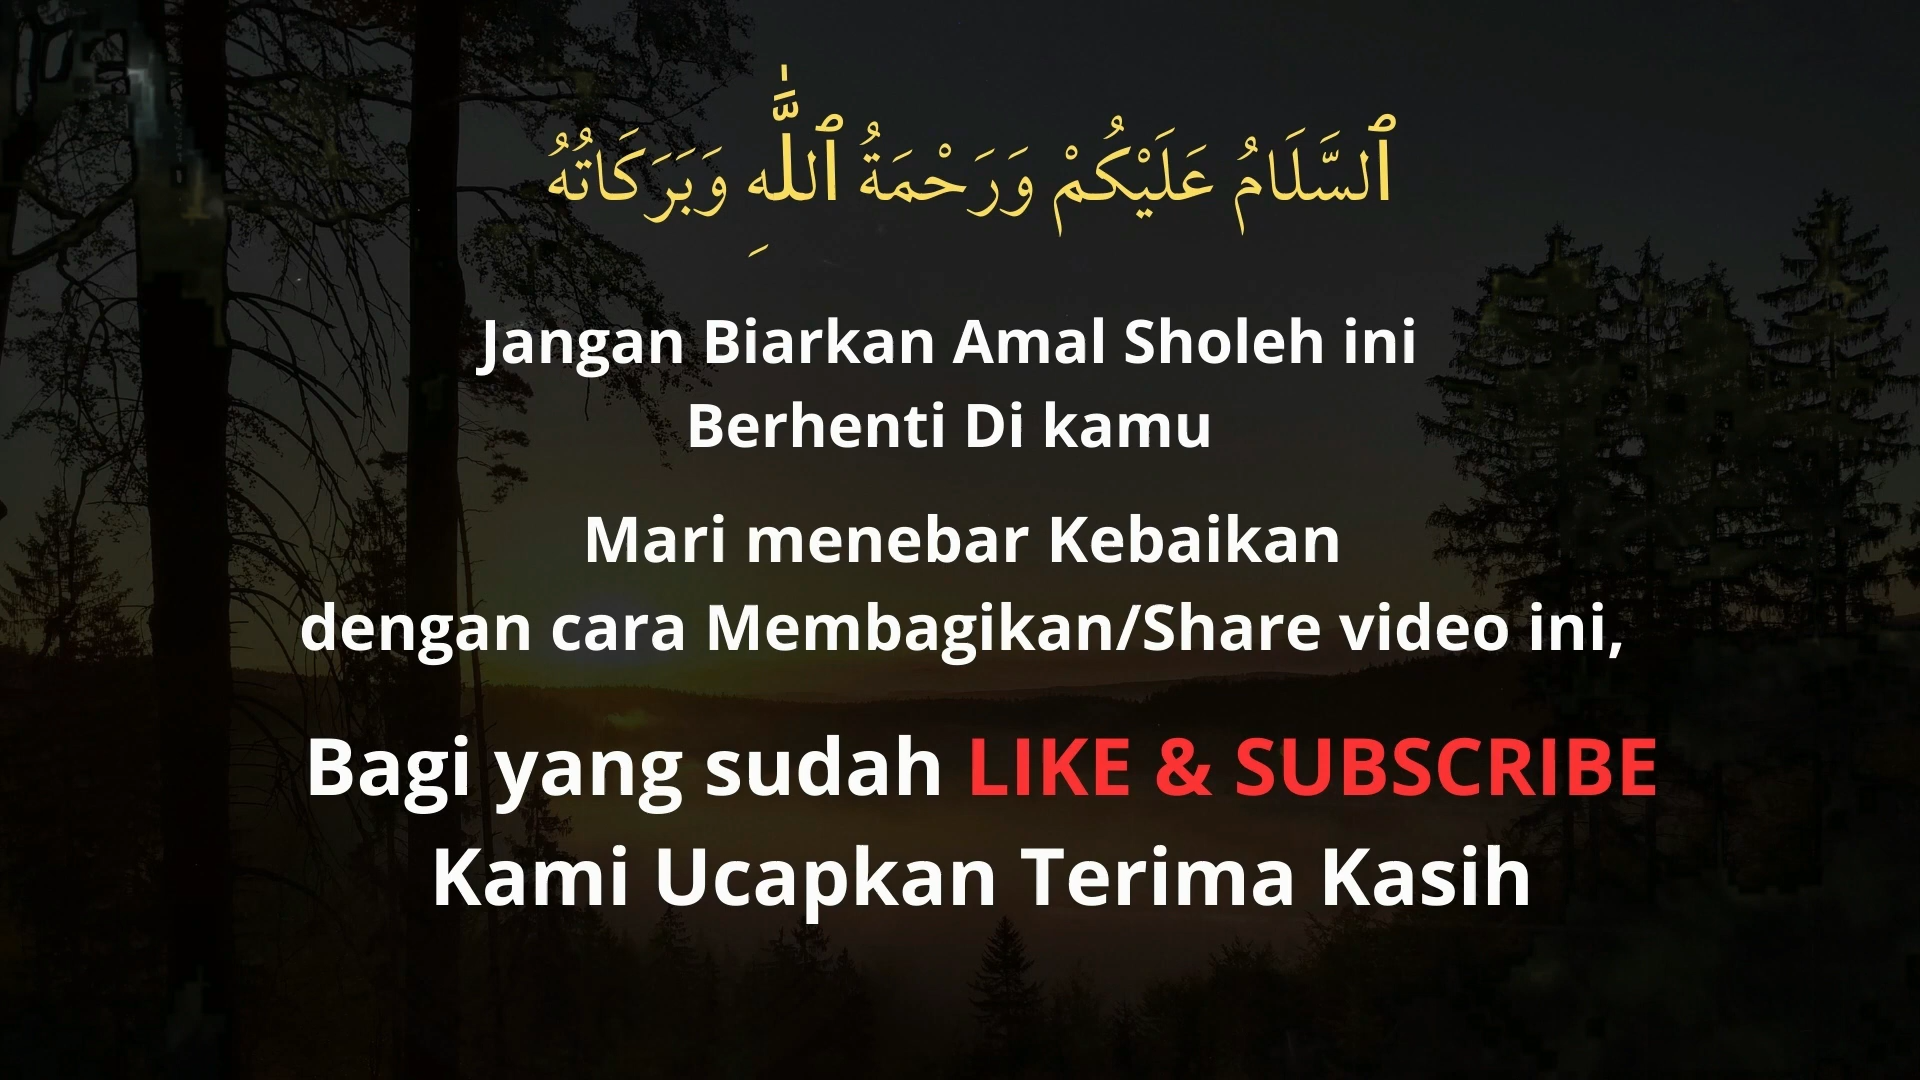 ٱلسَّلَامُ عَلَيْكُمْ وَرَحْمَةُ ٱللَّٰهِ وَبَرَكَاتُهُ
Jangan Biarkan Amal Sholeh ini
Berhenti Di kamu
Mari menebar Kebaikan
dengan cara Membagikan/Share video ini,
Bagi yang sudah LIKE & SUBSCRIBE
Kami Ucapkan Terima Kasih